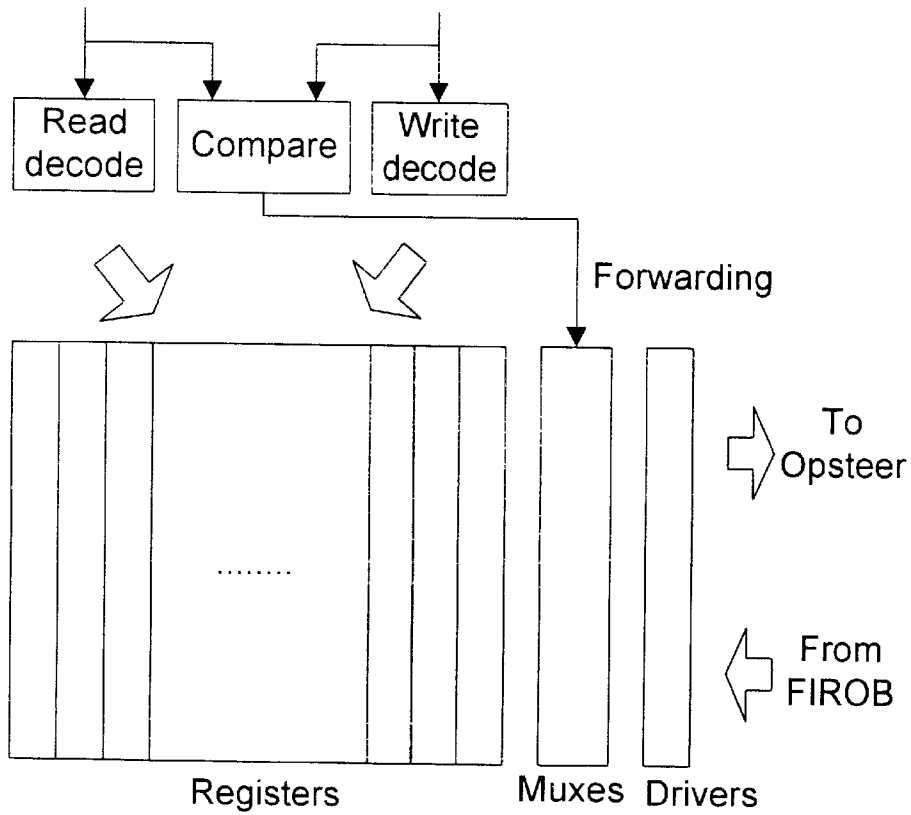 Read
decode
Compare
Write
decode
Forwarding
To
Opsteer
........
From
FIROB
Registers
Muxes
Drivers